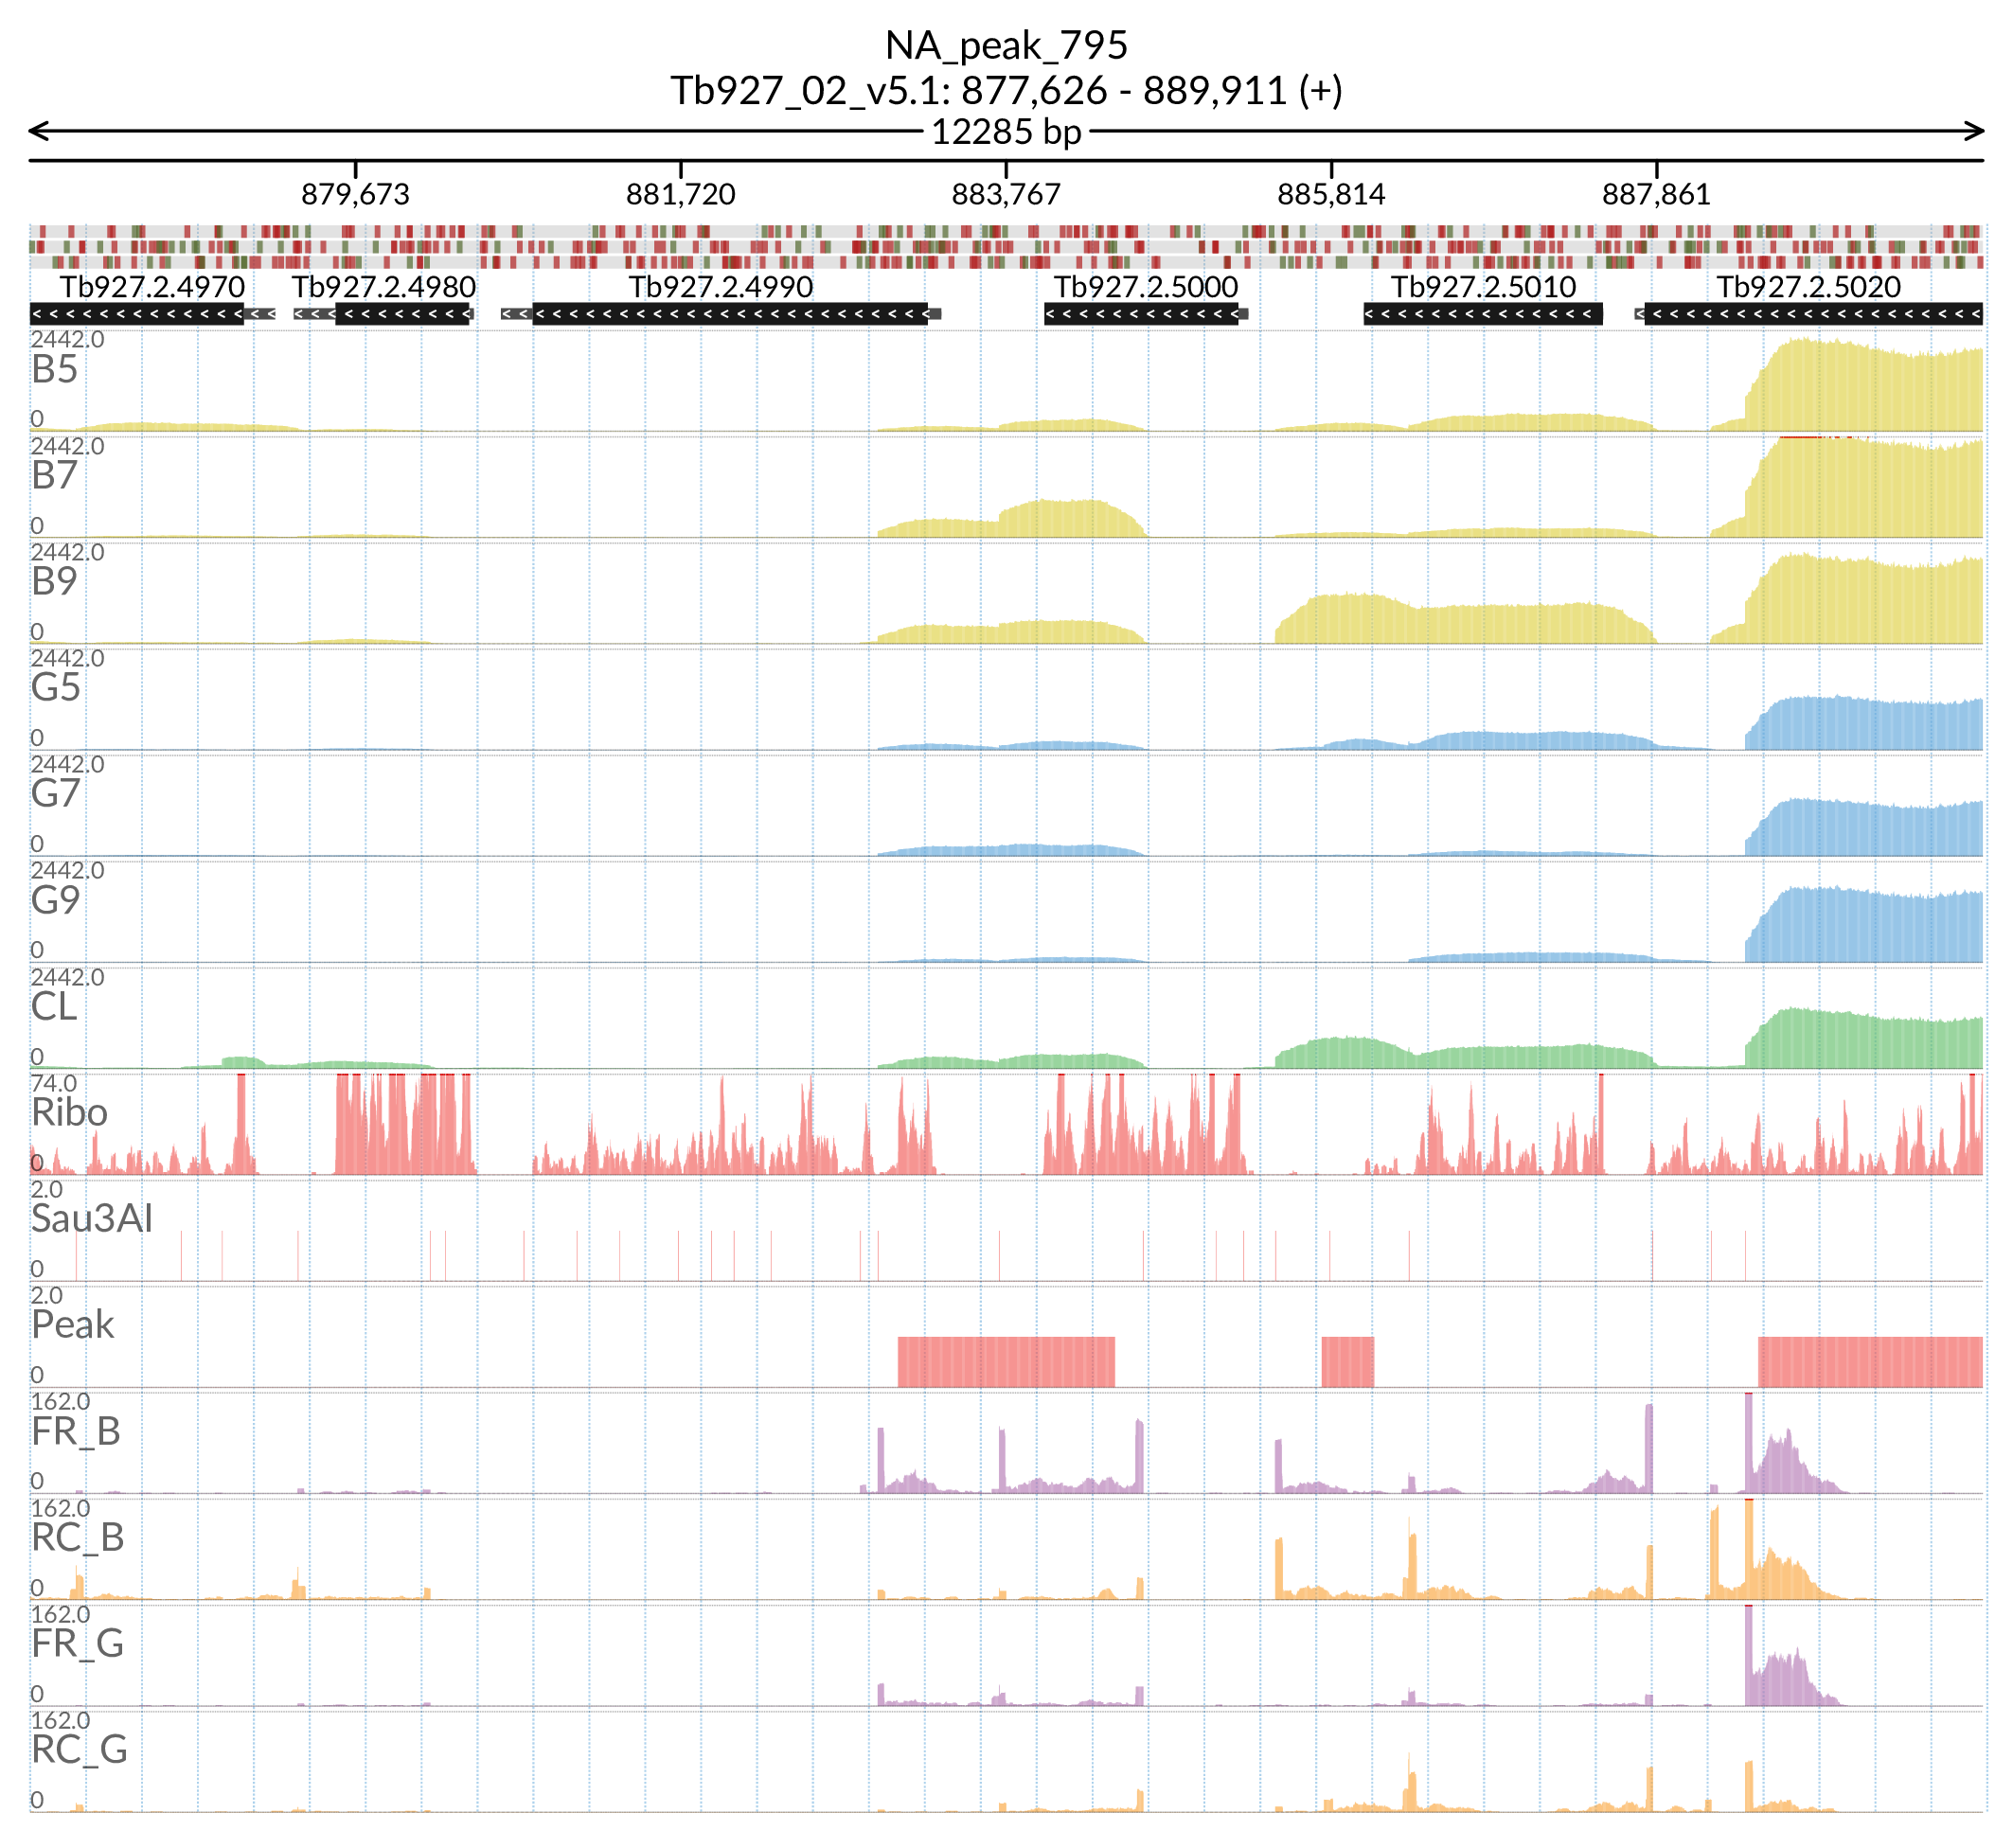 NA_peak_795
Tb927_02_v5.1: 877,626 - 889,911 (+)
12285 bp
879,673 881,720 883,767 885,814 887,861
Tb927.2.4970 Tb927.2.4980 Tb927.2.4990 Tb927.2.5000 Tb927.2.5010 Tb927.2.5020
2442.0
B5
0
2442.0
B7
0
2442.0
B9
0
2442.0
G5
0
2442.0
G7
0
2442.0
G9
0
2442.0
CL
0
74.0
Ribo
0
2.0
Sau3AI
0
2.0
Peak
0
162.0
FR_B
0
162.0
RC_B
0
162.0
FR_G
0
162.0
RC_G
0